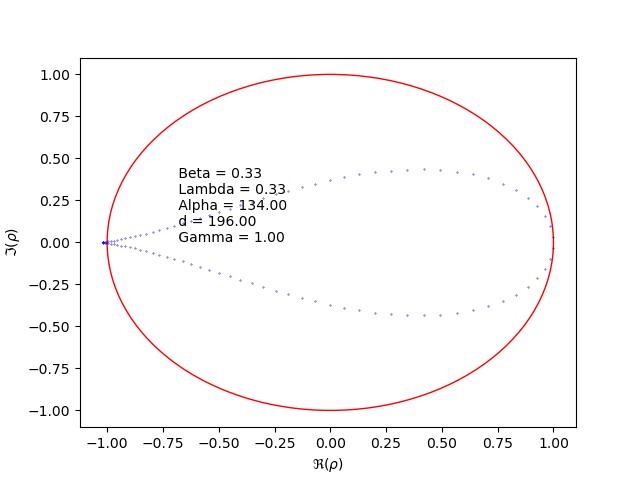 1.00
0.75
0.50
0.25
0.00
−0.25
−0.50
−0.75
−1.00
ℑ(ρ)
Beta = 0.33
Lambda = 0.33
Alpha = 134.00
d = 196.00
Gamma = 1.00
−1.00 −0.75 −0.50 −0.25 0.00 0.25 0.50 0.75 1.00
ℜ(ρ)